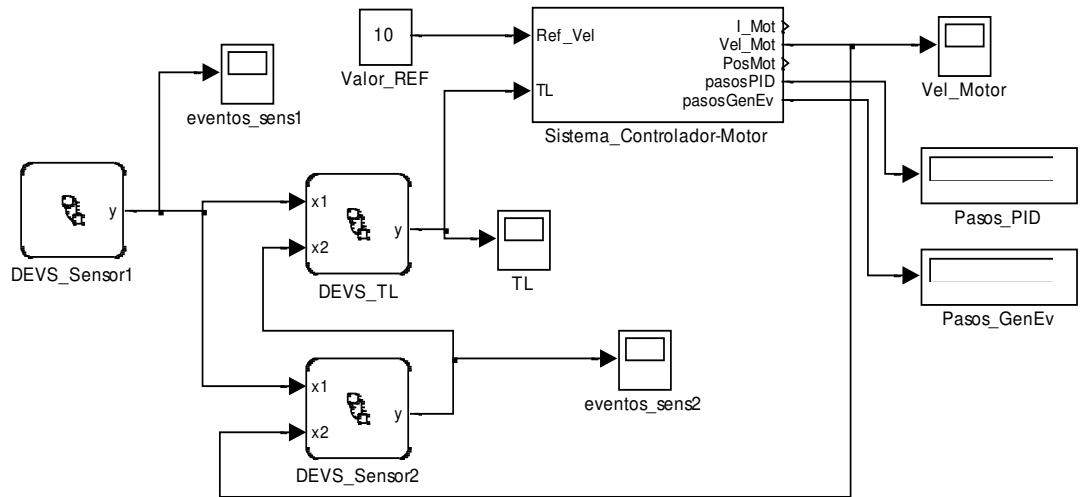 10
Valor_REF
Ref_Vel
TL
I_Mot
Vel_Mot
PosMot
pasosPID
pasosGenEv
Sistema_Controlador-Motor
Vel_Motor
eventos_sens1
y
DEVS_Sensor1
x1
x2
y
DEVS_TL
TL
Pasos_PID
Pasos_GenEv
x1
x2
y
DEVS_Sensor2
eventos_sens2